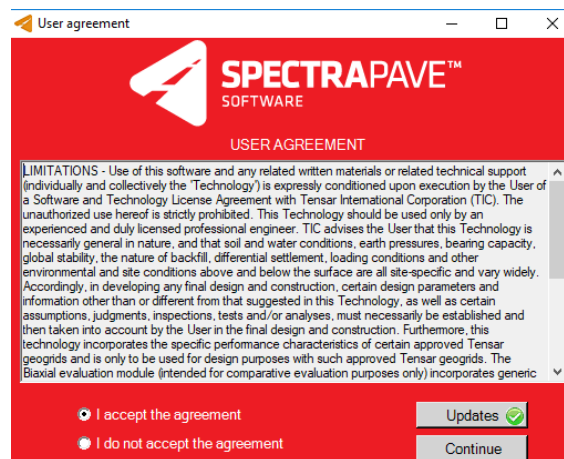 User agreement
SPECTRAPAVE™
SOFTWARE
USER AGREEMENT
LIMITATIONS - Use of this software and any related written materials or related technical support
(individually and collectively the 'Technology') is expressly conditioned upon execution by the User of
a Software and Technology License Agreement with Tensar International Corporation (TIC). The
unauthorized use hereof is strictly prohibited. This Technology should be used only by an
experienced and duly licensed professional engineer. TIC advises the User that this Technology is
necessarily general in nature, and that soil and water conditions, earth pressures, bearing capacity,
global stability, the nature of backfill, differential settlement, loading conditions and other
environmental and site conditions above and below the surface are all site-specific and vary widely.
Accordingly, in developing any final design and construction, certain design parameters and
information other than or different from that suggested in this Technology, as well as certain
assumptions, judgments, inspections, tests and/or analyses, must necessarily be established and
then taken into account by the User in the final design and construction. Furthermore, this
technology incorporates the specific performance characteristics of certain approved Tensar
geogrids and is only to be used for design purposes with such approved Tensar geogrids. The
Biaxial evaluation module (intended for comparative evaluation purposes only) incorporates generic
I accept the agreement
Updates
I do not accept the agreement
Continue